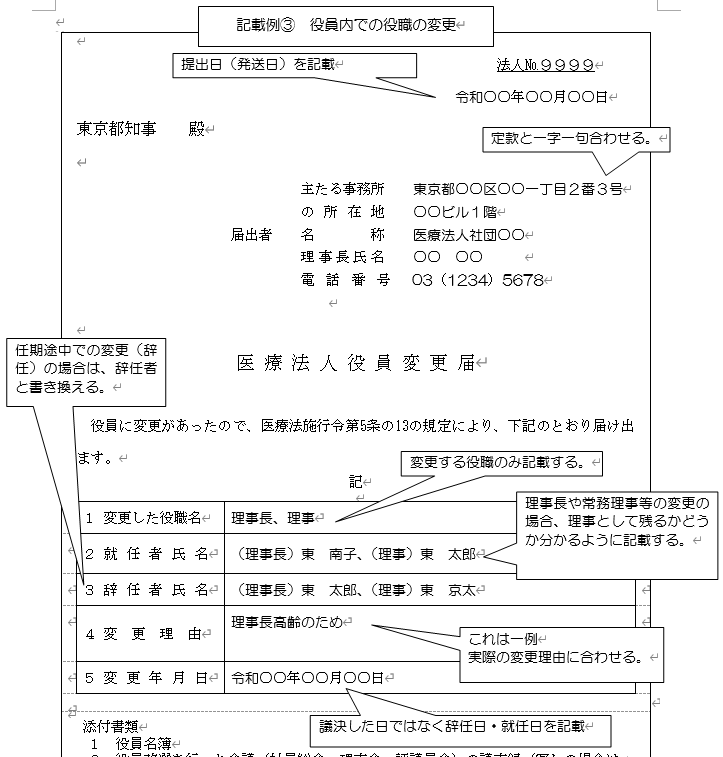 記載例③　役員内での役職の変更
提出日（発送日）を記載
法人№９９９９
令和〇〇年〇〇月〇〇日
東京都知事　　殿
定款と一字一句合わせる。
主たる事務所　東京都〇〇区〇〇一丁目２番３号
の所在地　〇〇ビル１階
届出者　名　　　称　医療法人社団〇〇
理事長氏名　〇〇　〇〇
電話番号　03（1234）5678
任期途中での変更（辞
任）の場合は、辞任者
と書き換える。
医療法人役員変更届
役員に変更があったので、医療法施行令第5条の13の規定により、下記のとおり届け出
ます。
変更する役職のみ記載する。
記
理事長や常務理事等の変更の
場合、理事として残るかどう
か分かるように記載する。
1　変更した役職名　理事長、理事
2　就任者氏名　（理事長）東　南子、（理事）東　太郎
3　辞任者氏名　（理事長）東　太郎、（理事）東　京太
4　変更理由　理事長高齢のため
これは一例
実際の変更理由に合わせる。
5　変更年月日　令和〇〇年〇〇月〇〇日
議決した日ではなく辞任日・就任日を記載
添付書類
1　役員名簿